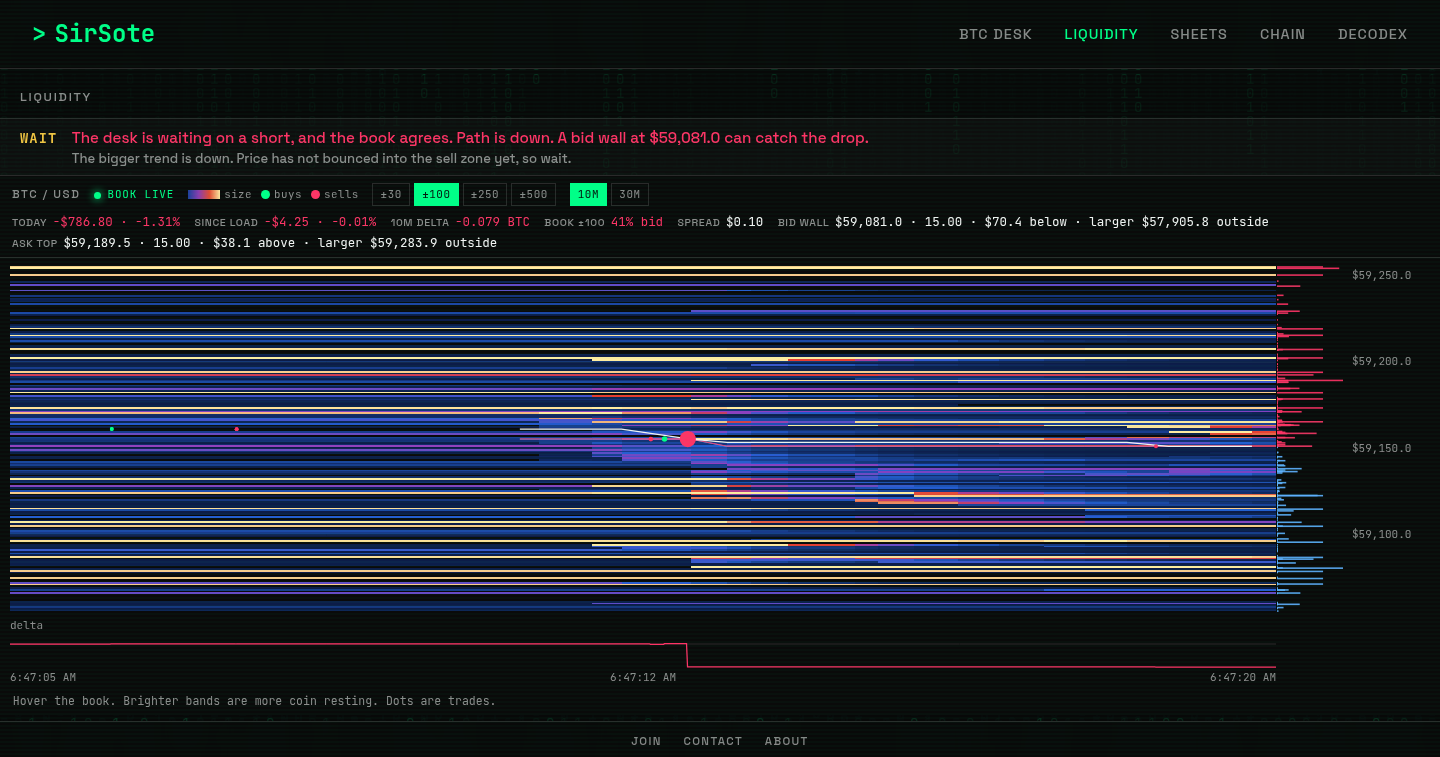 > SirSote
BTC DESK LIQUIDITY SHEETS CHAIN DECODEX
LIQUIDITY
WAIT The desk is waiting on a short, and the book agrees. Path is down. A bid wall at $59,081.0 can catch the drop.
The bigger trend is down. Price has not bounced into the sell zone yet, so wait.
BTC / USD BOOK LIVE size buys sells ±30 ±100 ±250 ±500 10M 30M
TODAY -$786.80 · -1.31% SINCE LOAD -$4.25 · -0.01% 10M DELTA -0.079 BTC BOOK ±100 41% bid SPREAD $0.10 BID WALL $59,081.0 · 15.00 · $70.4 below · larger $57,905.8 outside
ASK TOP $59,189.5 · 15.00 · $38.1 above · larger $59,283.9 outside
$59,250.0
$59,200.0
$59,150.0
$59,100.0
delta
6:47:05 AM 6:47:12 AM 6:47:20 AM
Hover the book. Brighter bands are more coin resting. Dots are trades.
JOIN CONTACT ABOUT